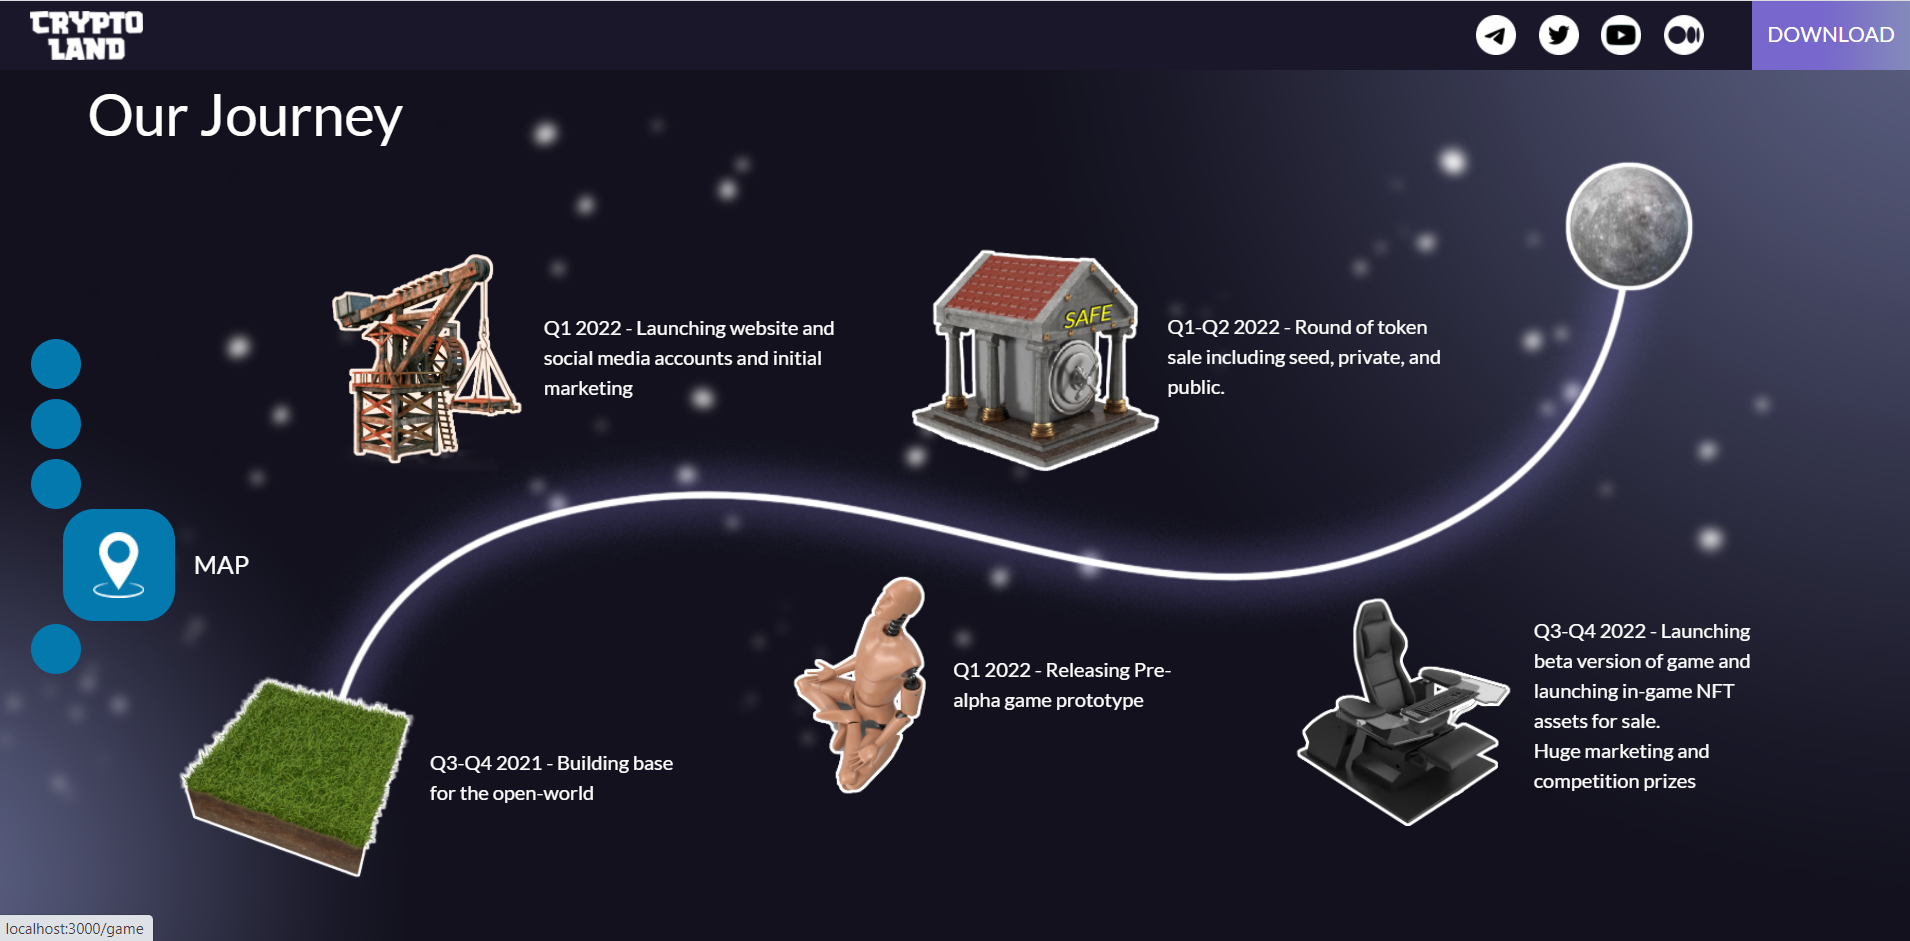 CRYPTO
LAND
DOWNLOAD
Our Journey
Q1 2022 - Launching website and
social media accounts and initial
marketing
SAFE
Q1-Q2 2022 - Round of token
sale including seed, private, and
public.
MAP
Q3-Q4 2021 - Building base
for the open-world
Q1 2022 - Releasing Pre-
alpha game prototype
Q3-Q4 2022 - Launching
beta version of game and
launching in-game NFT
assets for sale.
Huge marketing and
competition prizes
localhost:3000/game